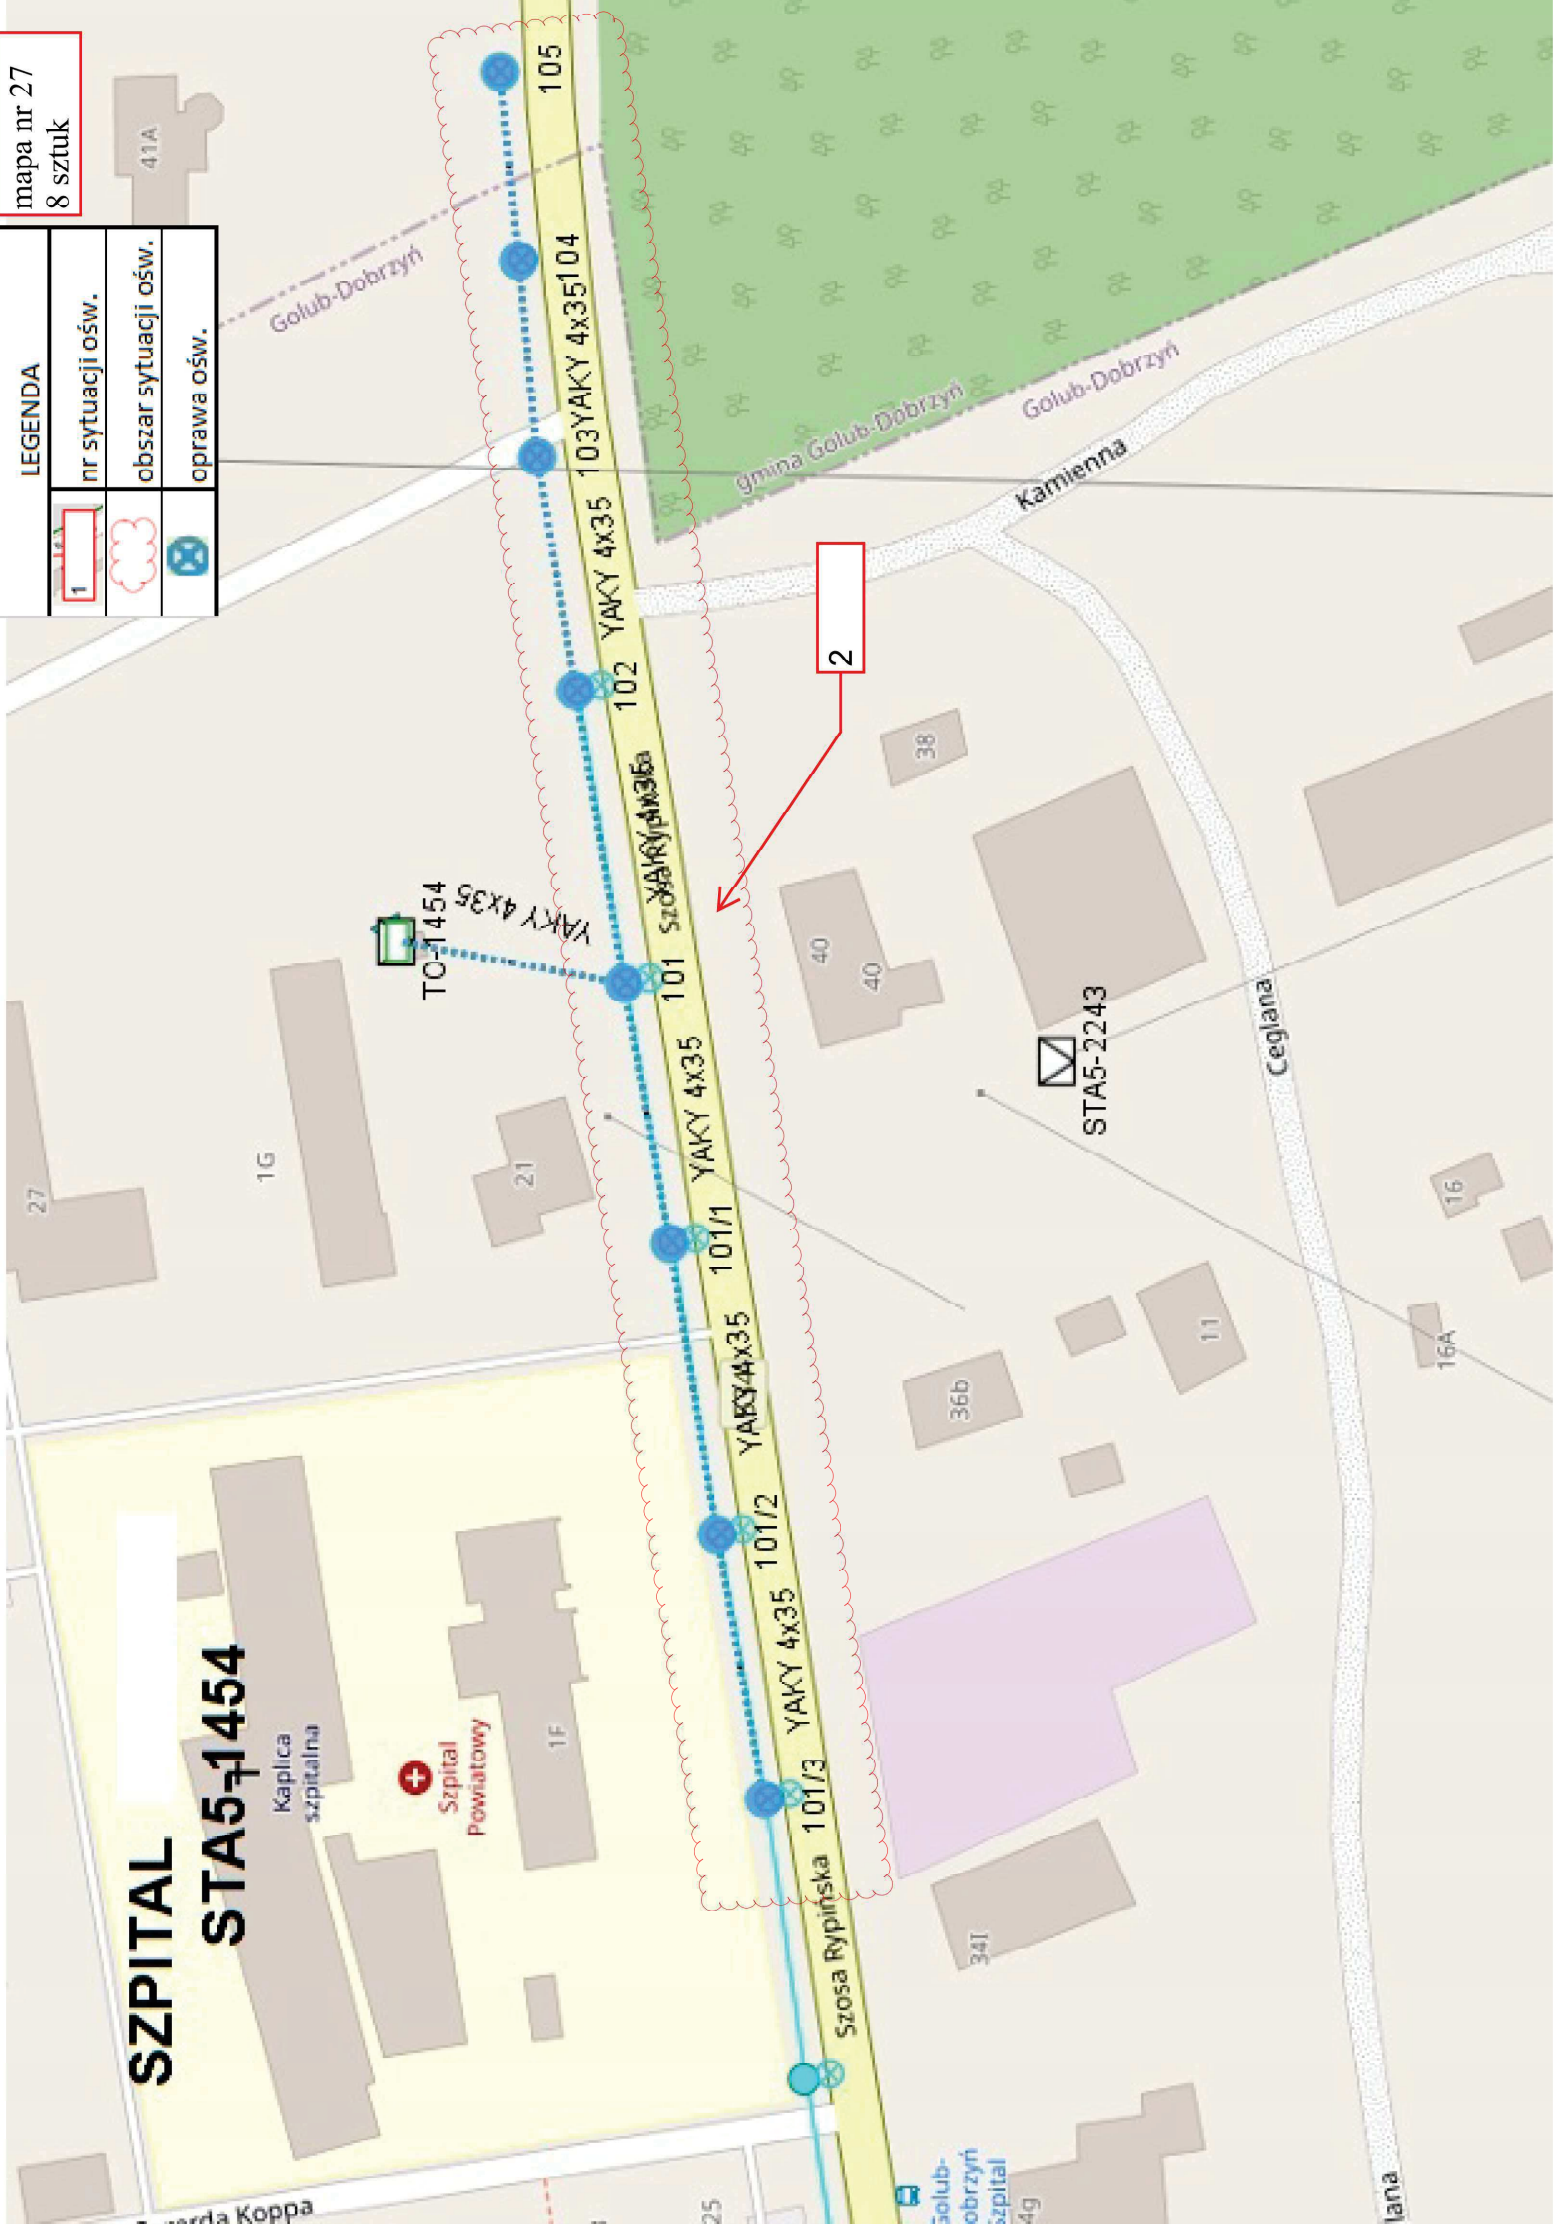 mapa nr 27
8 sztuk
LEGENDA
1
nr sytuacji ośw.
obszar sytuacji ośw.
oprawa ośw.
41A
Golub-Dobrzyń
105
104
YAKY 4x35
103
YAKY 4x35
102
gmina Golub-Dobrzyń
Golub-Dobrzyń
Kamienna
2
38
TO-1454
YAKY 4x35
101
40
40
STA5-2243
Ceglana
27
1G
21
YAKY 4x35
101/1
16
11
16A
36b
YAKY 4x35
101/2
YAKY 4x35
101/3
SZPITAL
STA5-1454
Kaplica
szpitalna
Szpital
Powiatowy
1F
Szosa Rypińska
34I
Koppa
25
Golub-
Dobrzyń
Szpital
4g
lana